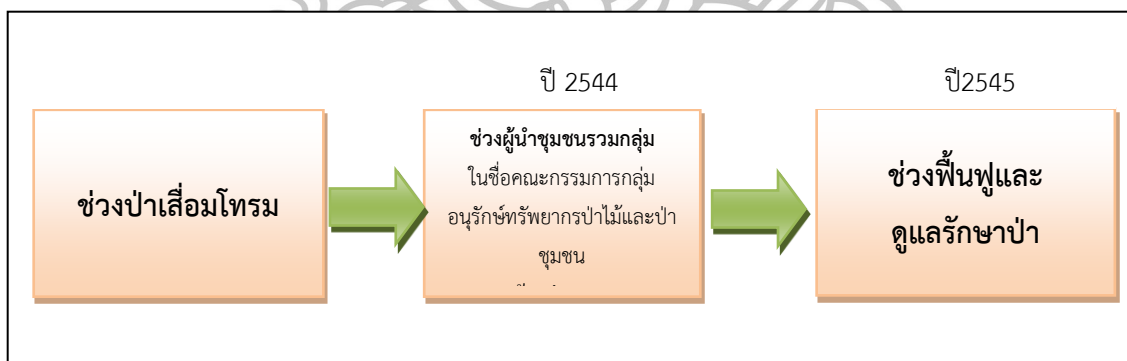 ปี 2544
ปี2545
ช่วงป่าเสื่อมโทรม
ช่วงผู้นำชุมชนรวมกลุ่ม
ในชื่อคณะกรรมการกลุ่ม
อนุรักษ์ทรัพยากรป่าไม้และป่า
ชุมชน
ช่วงฟื้นฟูและ
ดูแลรักษาป่า